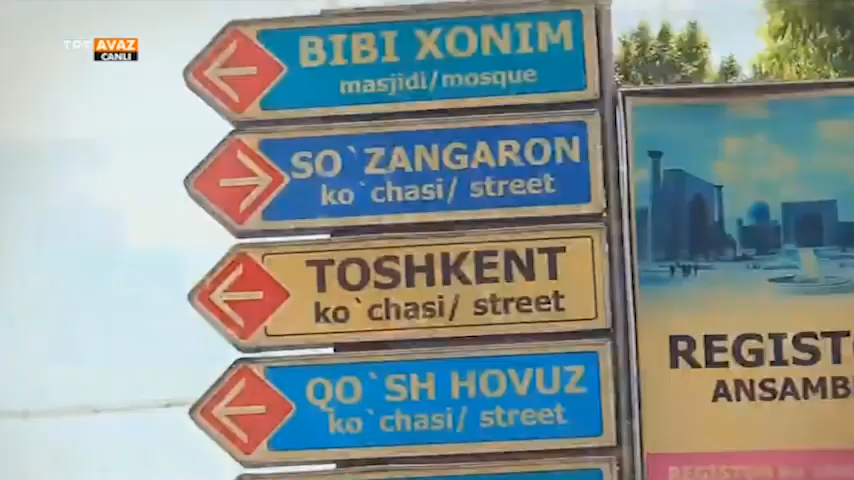 TRT AVAZ
CANLI
BIBI XONIM
masjidi/mosque
SO`ZANGARON
ko`chasi/ street
TOSHKENT
ko`chasi/ street
QO`SH HOVUZ
ko`chasi/ street
REGIST
ANSAMB